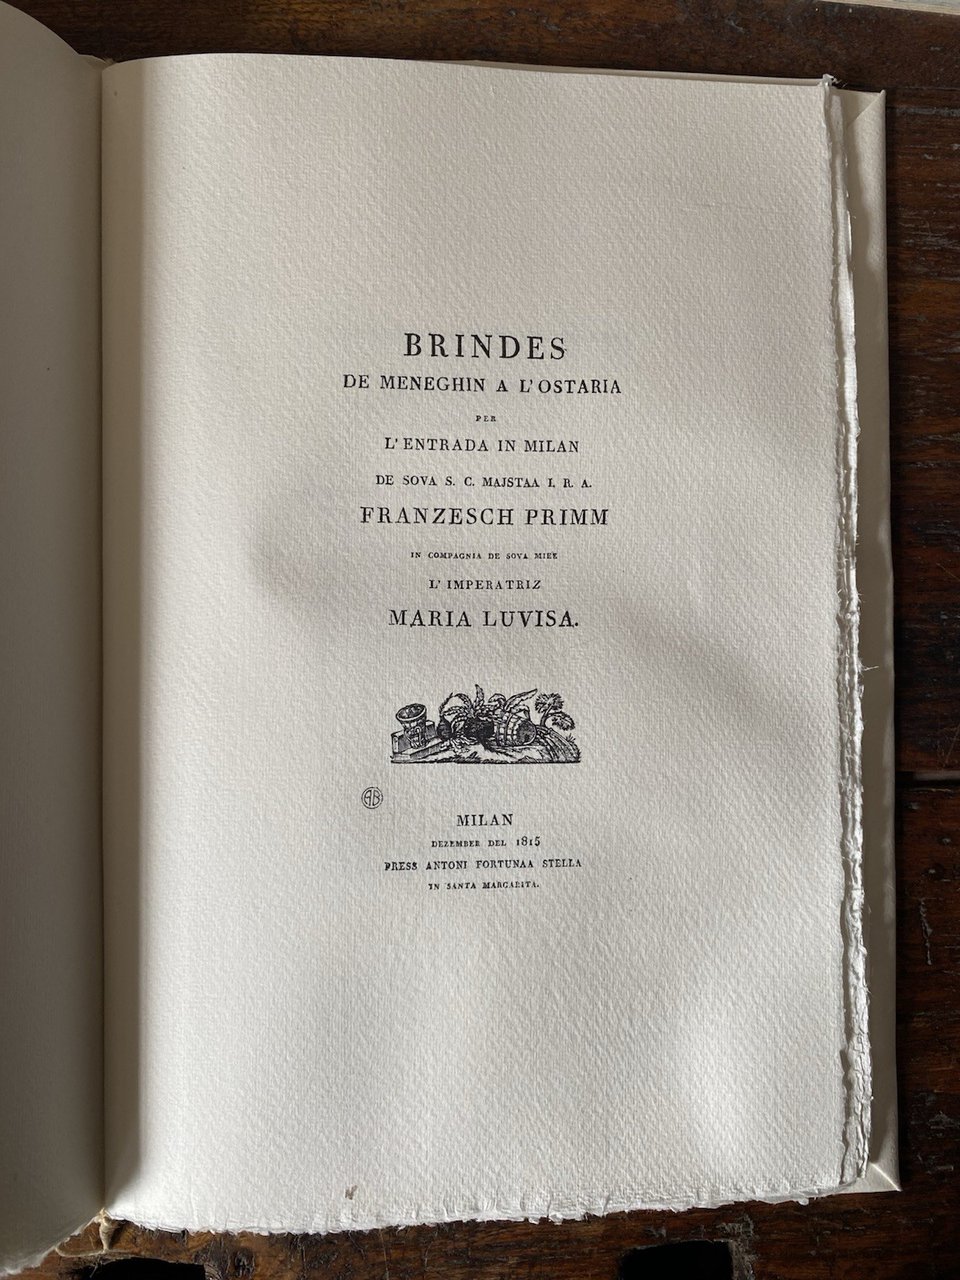 BRINDES
DE MENEGHIN A L'OSTARIA
PER
L'ENTRADA IN MILAN
DE SOVA S. C. MAJSTAA I. R. A.
FRANZESCH PRIMM
IN COMPAGNIA DE SOVA MIEE
L'IMPERATRIZ
MARIA LUVISA.
AB
MILAN
DEZEMBER DEL 1815
PRESS ANTONI FORTUNAA STELLA
IN SANTA MARGARITA.